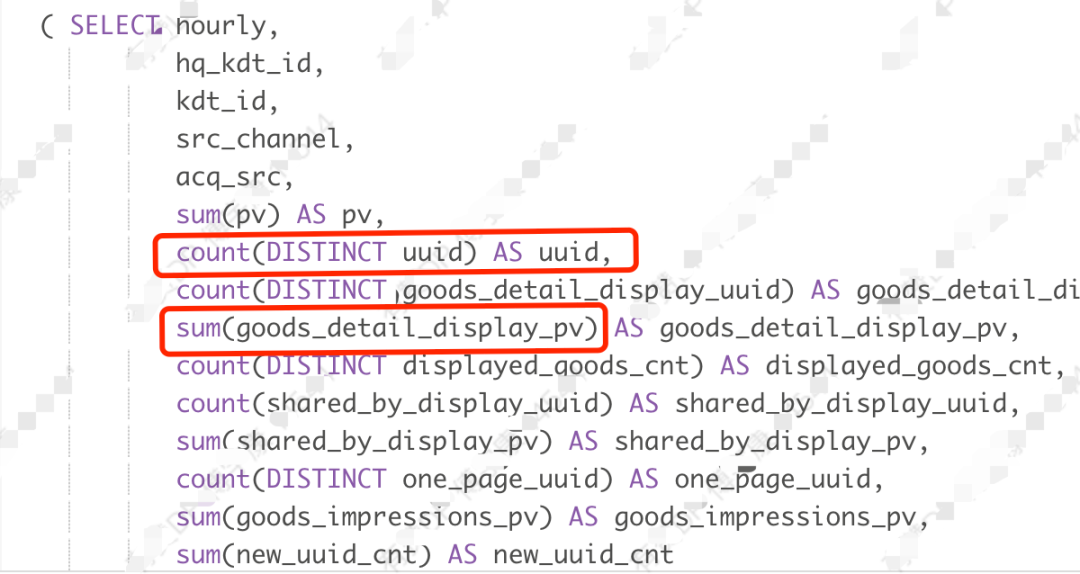 ( SELECT hourly,
hq_kdt_id,
kdt_id,
src_channel,
acq_src,
sum(pv) AS pv,
count(DISTINCT uuid) AS uuid,
count(DISTINCT goods_detail_display_uuid) AS goods_detail_di
sum(goods_detail_display_pv) AS goods_detail_display_pv,
count(DISTINCT displayed_goods_cnt) AS displayed_goods_cnt,
count(shared_by_display_uuid) AS shared_by_display_uuid,
sum(shared_by_display_pv) AS shared_by_display_pv,
count(DISTINCT one_page_uuid) AS one_page_uuid,
sum(goods_impressions_pv) AS goods_impressions_pv,
sum(new_uuid_cnt) AS new_uuid_cnt